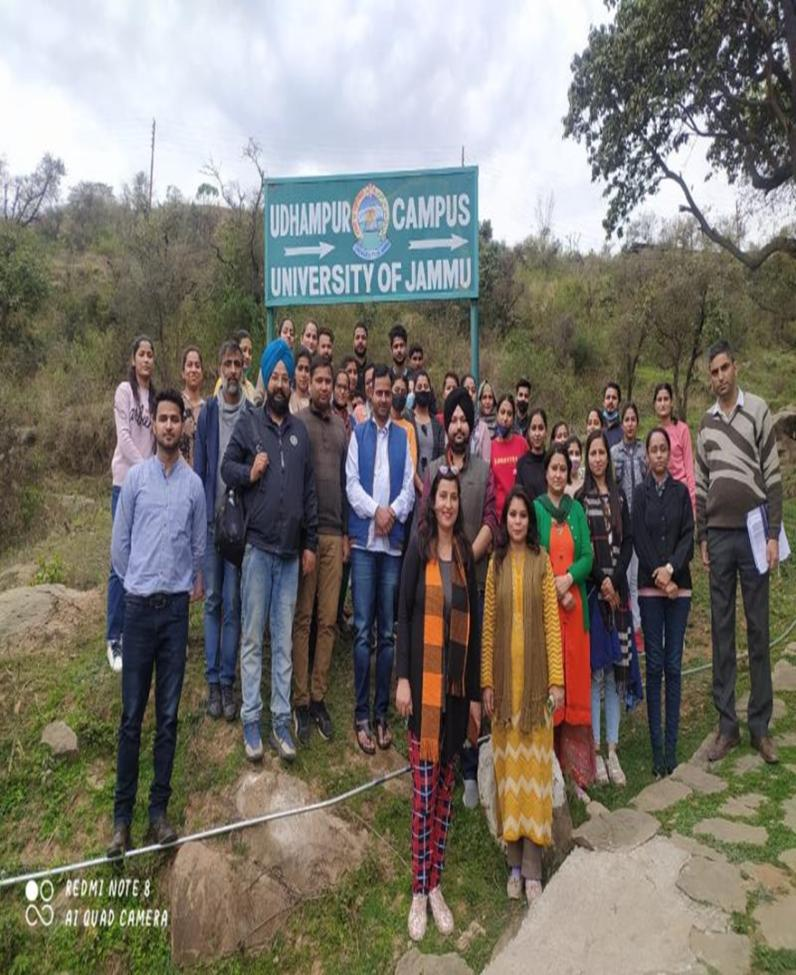 UDHAMPUR CAMPUS
UNIVERSITY OF JAMMU
REDMI NOTE 8
AI QUAD CAMERA